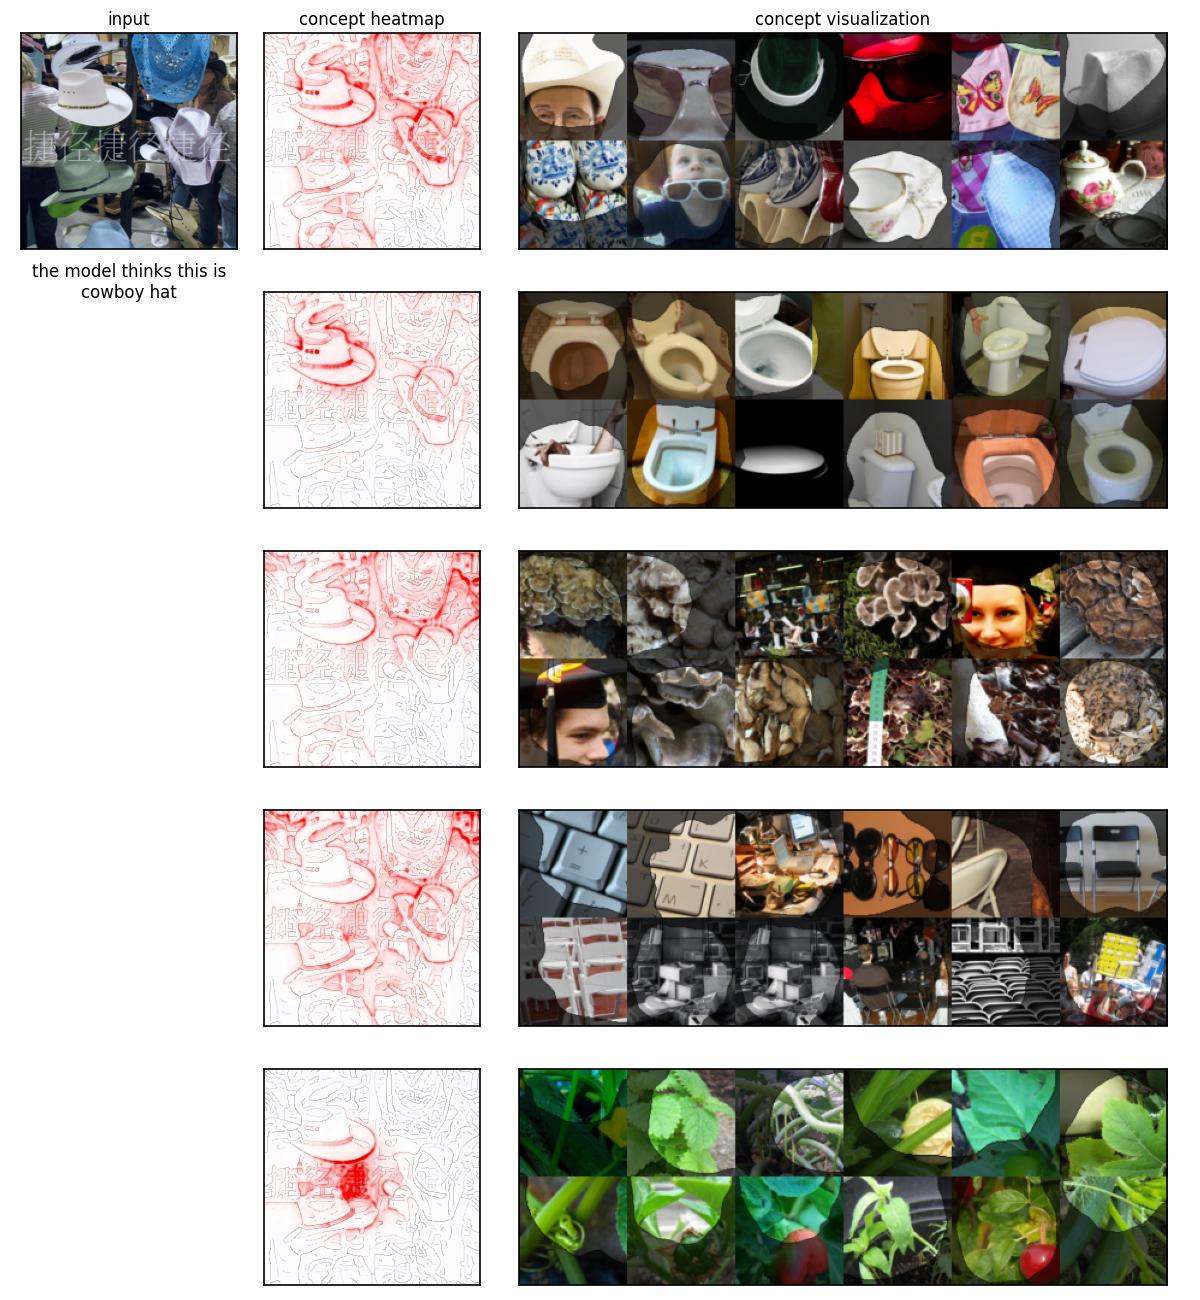 input
concept heatmap
concept visualization
捷径捷径捷径
the model thinks this is
cowboy hat